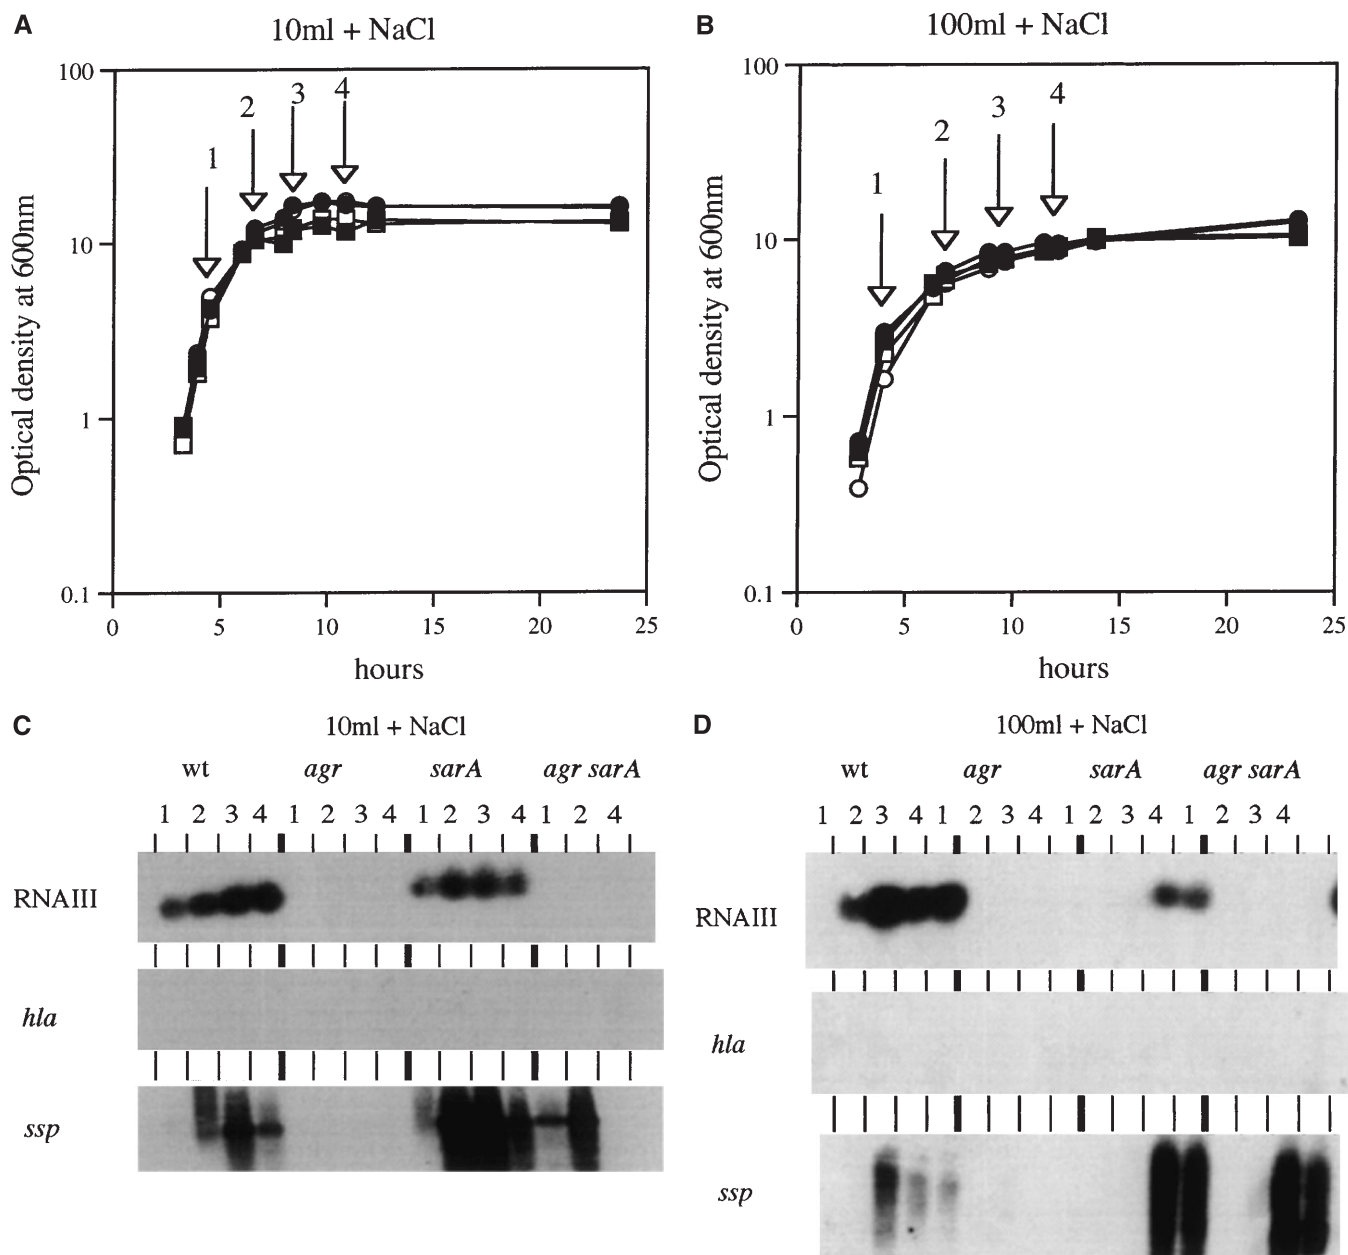 A
10ml + NaCl
100
10
1
0.1
Optical density at 600nm
1
2
3
4
0 5 10 15 20 25
hours
B
100ml + NaCl
100
10
1
0.1
Optical density at 600nm
1
2
3
4
0 5 10 15 20 25
hours
C
10ml + NaCl
wt agr sarA agr sarA
1 2 3 4 1 2 3 4 1 2 3 4 1 2 4
RNAIII
hla
ssp
D
100ml + NaCl
wt agr sarA agr sarA
1 2 3 4 1 2 3 4 1 2 3 4 1 2 3 4
RNAIII
hla
ssp